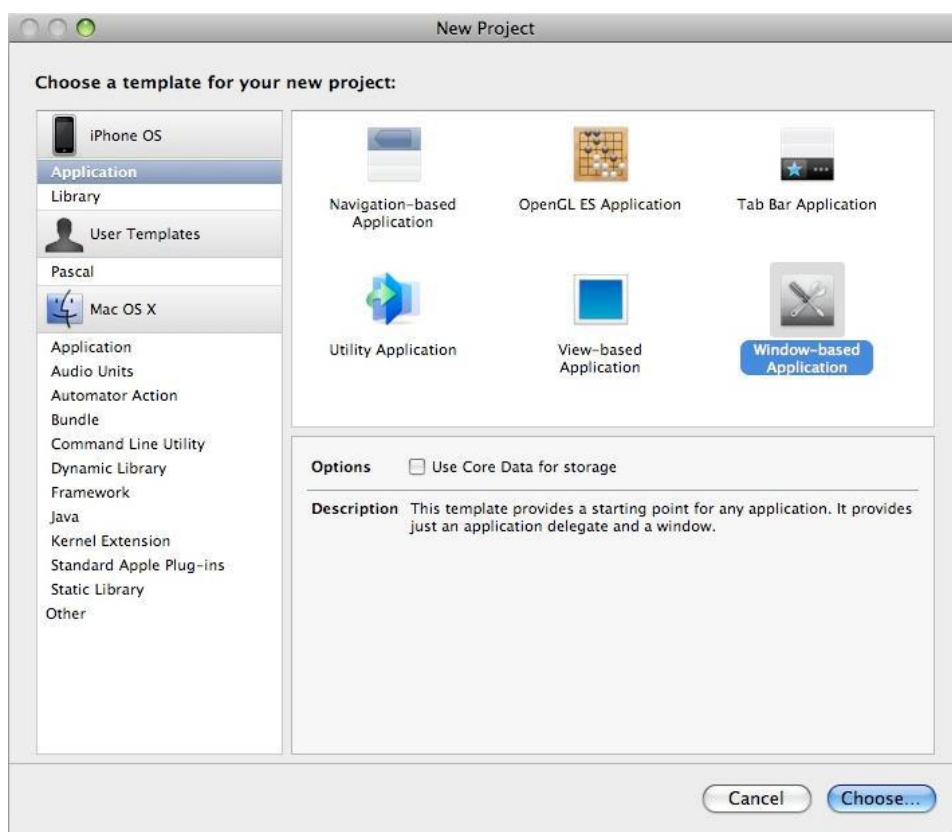 New Project
Choose a template for your new project:
iPhone OS
Application
Library
User Templates
Pascal
Mac OS X
Application
Audio Units
Automator Action
Bundle
Command Line Utility
Dynamic Library
Framework
Java
Kernel Extension
Standard Apple Plug-ins
Static Library
Other
Navigation-based
Application
OpenGL ES Application
Tab Bar Application
Utility Application
View-based
Application
Window-based
Application
Options Use Core Data for storage
Description This template provides a starting point for any application. It provides
just an application delegate and a window.
Cancel
Choose...